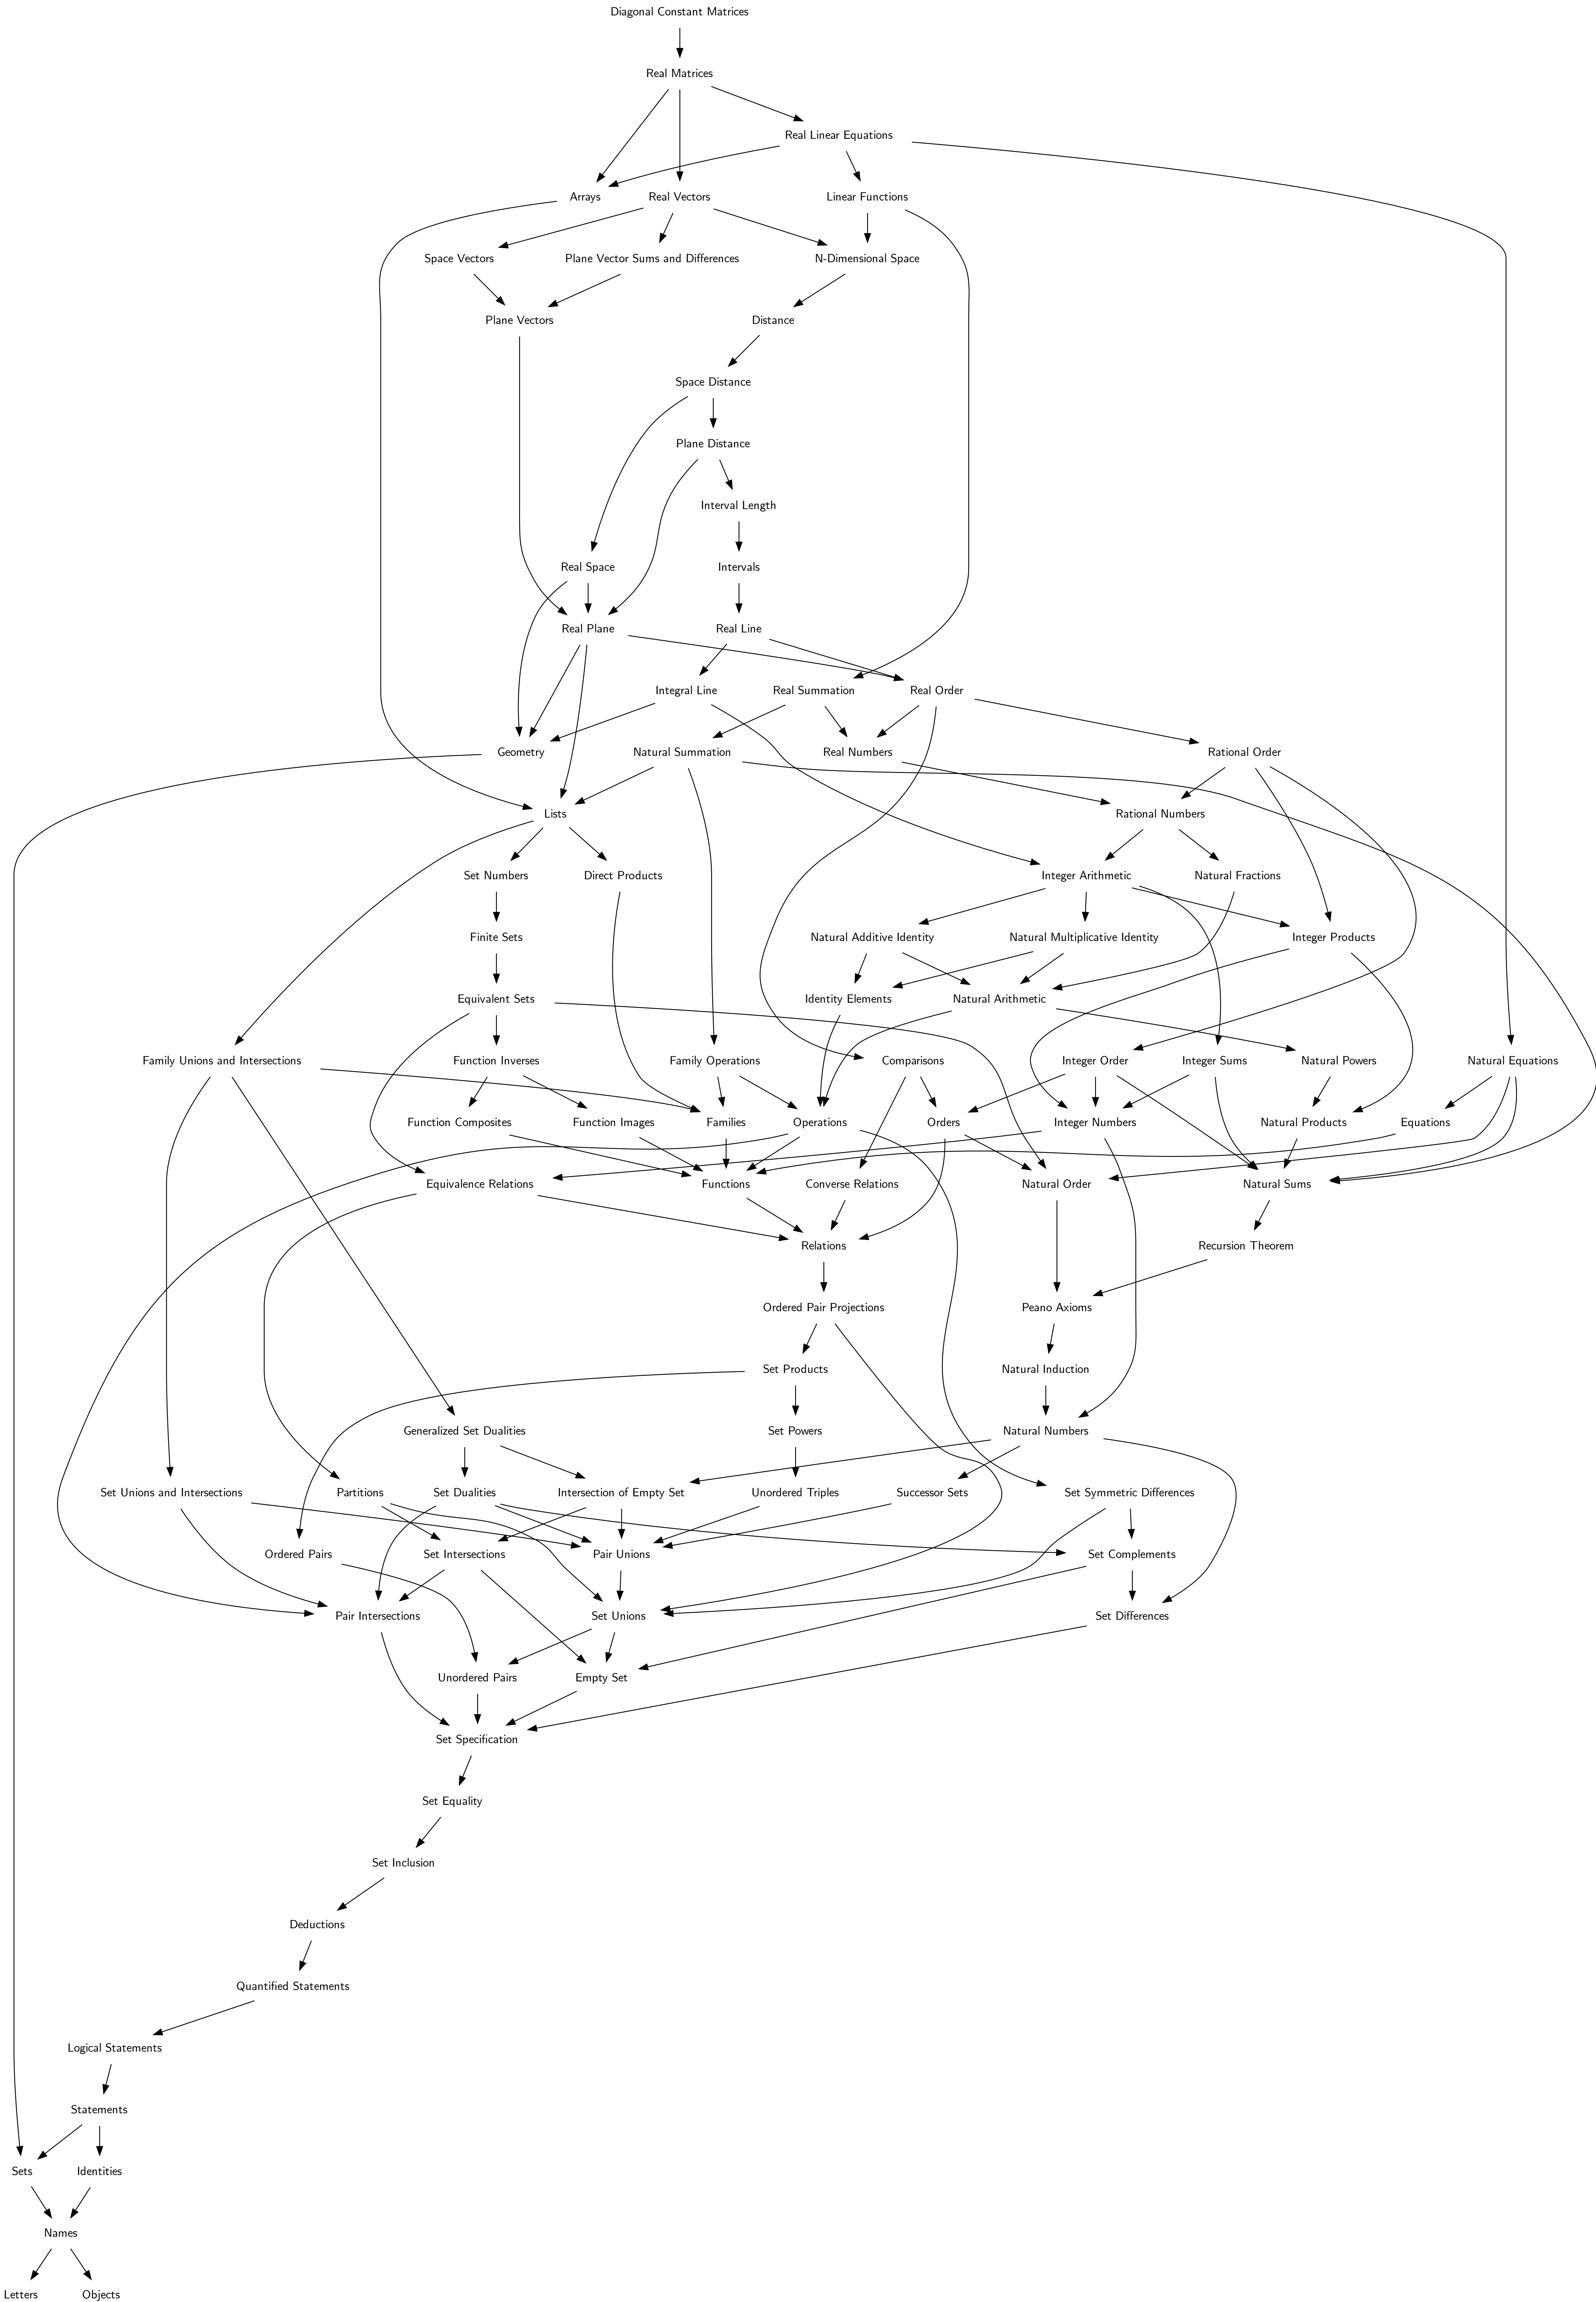 Diagonal Constant Matrices
Real Matrices
Real Linear Equations
Arrays
Real Vectors
Linear Functions
Space Vectors
Plane Vector Sums and Differences
N-Dimensional Space
Plane Vectors
Distance
Space Distance
Plane Distance
Interval Length
Real Space
Intervals
Real Plane
Real Line
Integral Line
Real Summation
Real Order
Geometry
Natural Summation
Real Numbers
Rational Order
Lists
Rational Numbers
Set Numbers
Direct Products
Integer Arithmetic
Natural Fractions
Finite Sets
Natural Additive Identity
Natural Multiplicative Identity
Integer Products
Equivalent Sets
Identity Elements
Natural Arithmetic
Family Unions and Intersections
Function Inverses
Family Operations
Comparisons
Integer Order
Integer Sums
Natural Powers
Natural Equations
Function Composites
Function Images
Families
Operations
Orders
Integer Numbers
Natural Products
Equations
Equivalence Relations
Functions
Converse Relations
Natural Order
Natural Sums
Relations
Recursion Theorem
Ordered Pair Projections
Peano Axioms
Set Products
Natural Induction
Generalized Set Dualities
Set Powers
Natural Numbers
Set Unions and Intersections
Partitions
Set Dualities
Intersection of Empty Set
Unordered Triples
Successor Sets
Set Symmetric Differences
Ordered Pairs
Set Intersections
Pair Unions
Set Complements
Pair Intersections
Set Unions
Set Differences
Unordered Pairs
Empty Set
Set Specification
Set Equality
Set Inclusion
Deductions
Quantified Statements
Logical Statements
Statements
Sets
Identities
Names
Letters
Objects